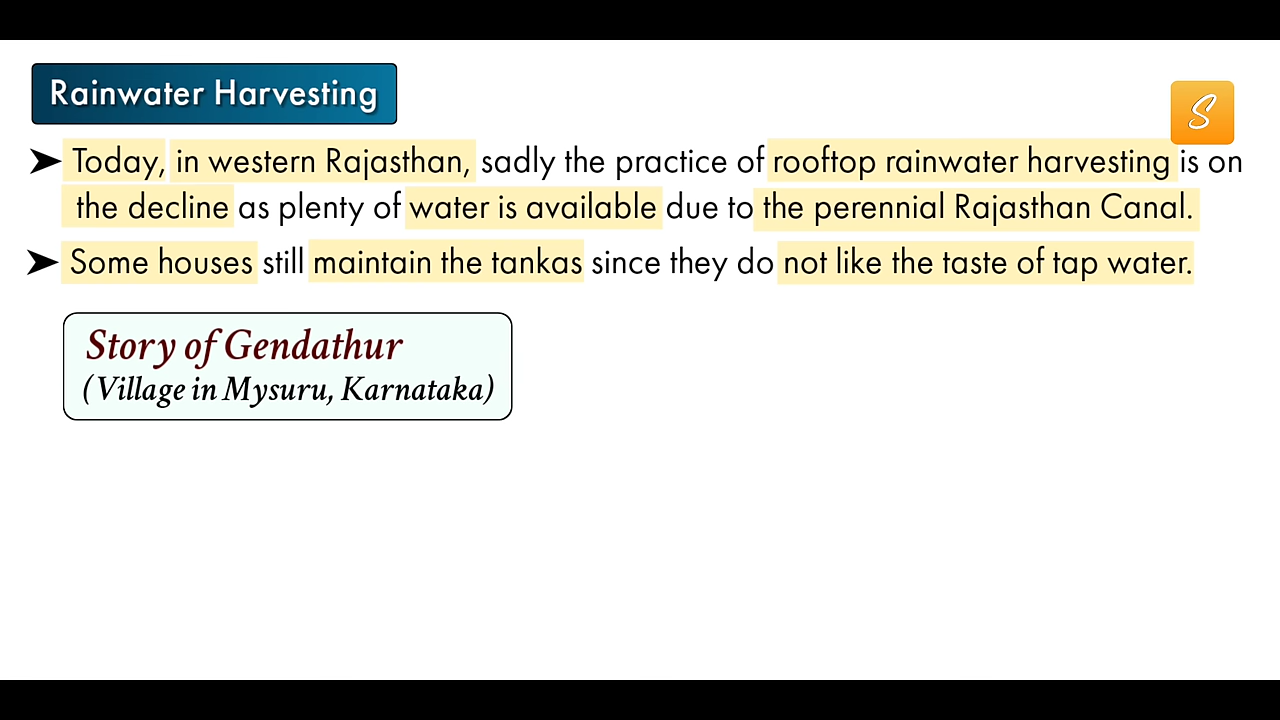 Rainwater Harvesting
S
➤ Today, in western Rajasthan, sadly the practice of rooftop rainwater harvesting is on
the decline as plenty of water is available due to the perennial Rajasthan Canal.
➤ Some houses still maintain the tankas since they do not like the taste of tap water.
Story of Gendathur
(Village in Mysuru, Karnataka)